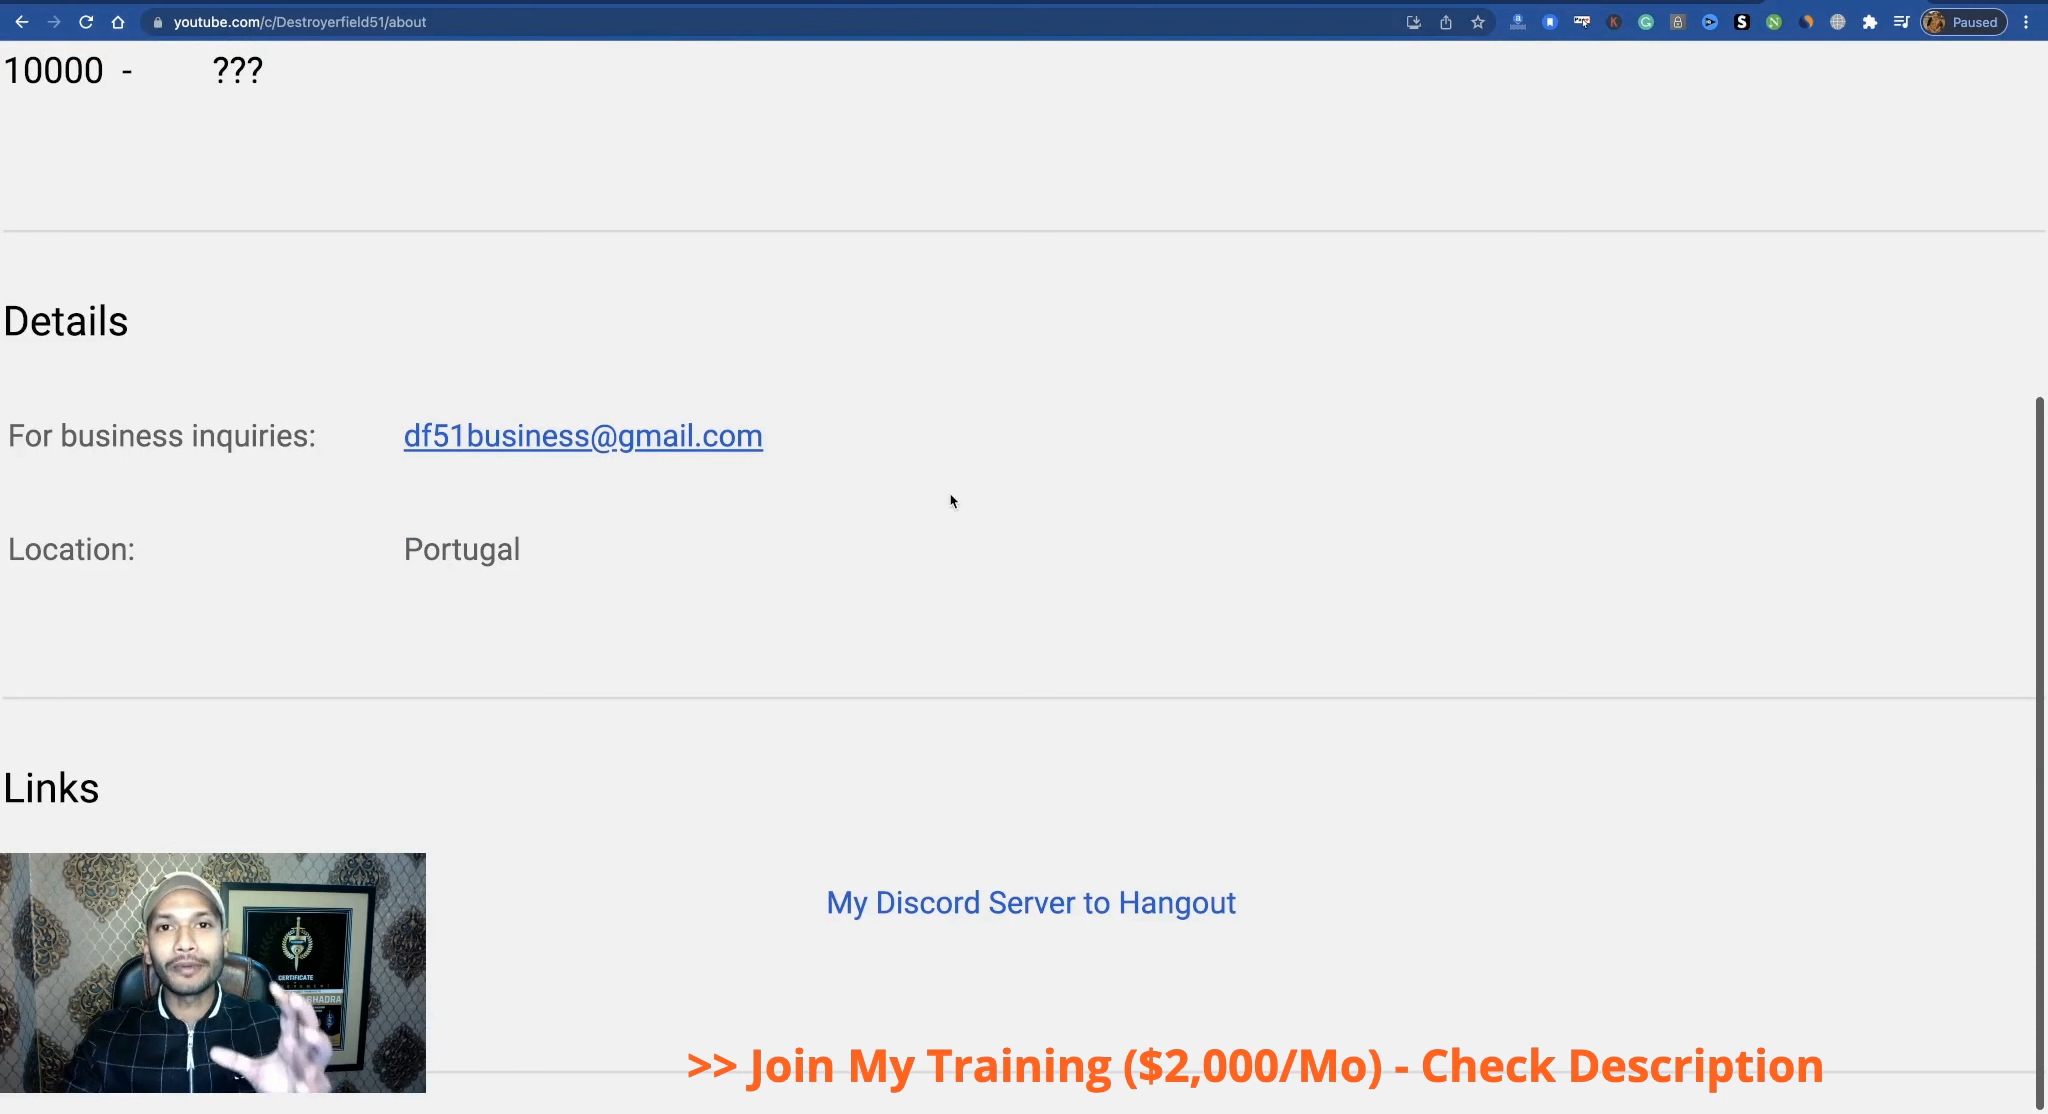 youtube.com/c/Destroyerfield51/about
Paused
10000 - ???
Details
For business inquiries: df51business@gmail.com
Location: Portugal
Links
My Discord Server to Hangout
CERTIFICATE
BHADRA
>> Join My Training ($2,000/Mo) - Check Description